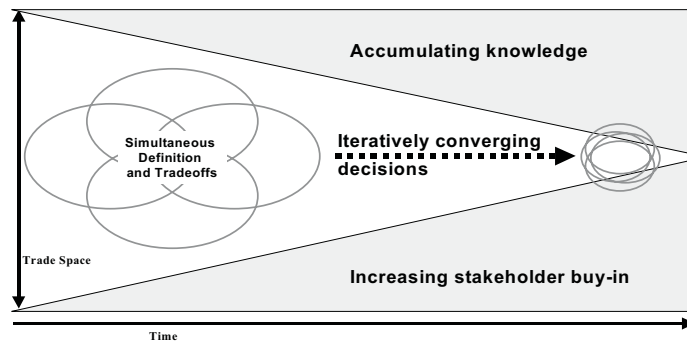 Accumulating knowledge
Simultaneous
Definition
and Tradeoffs
Iteratively converging
decisions
Trade Space
Increasing stakeholder buy-in
Time